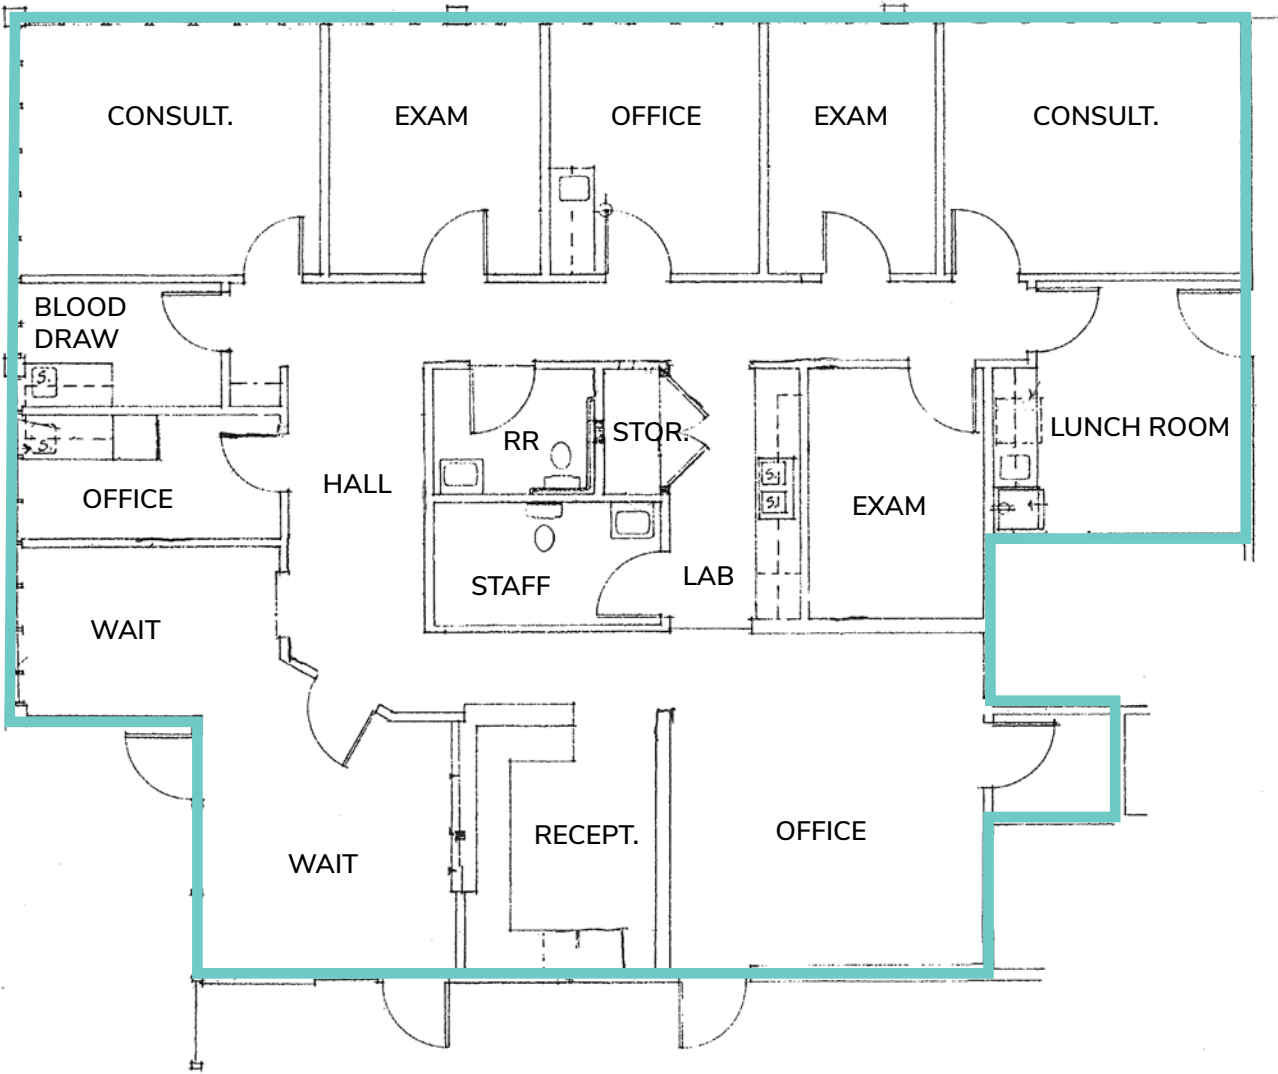 CONSULT.
EXAM
OFFICE
EXAM
CONSULT.
BLOOD
DRAW
S.
S.
OFFICE
HALL
RR
STOR.
S.
S.
LAB
EXAM
LUNCH ROOM
STAFF
WAIT
WAIT
RECEPT.
OFFICE